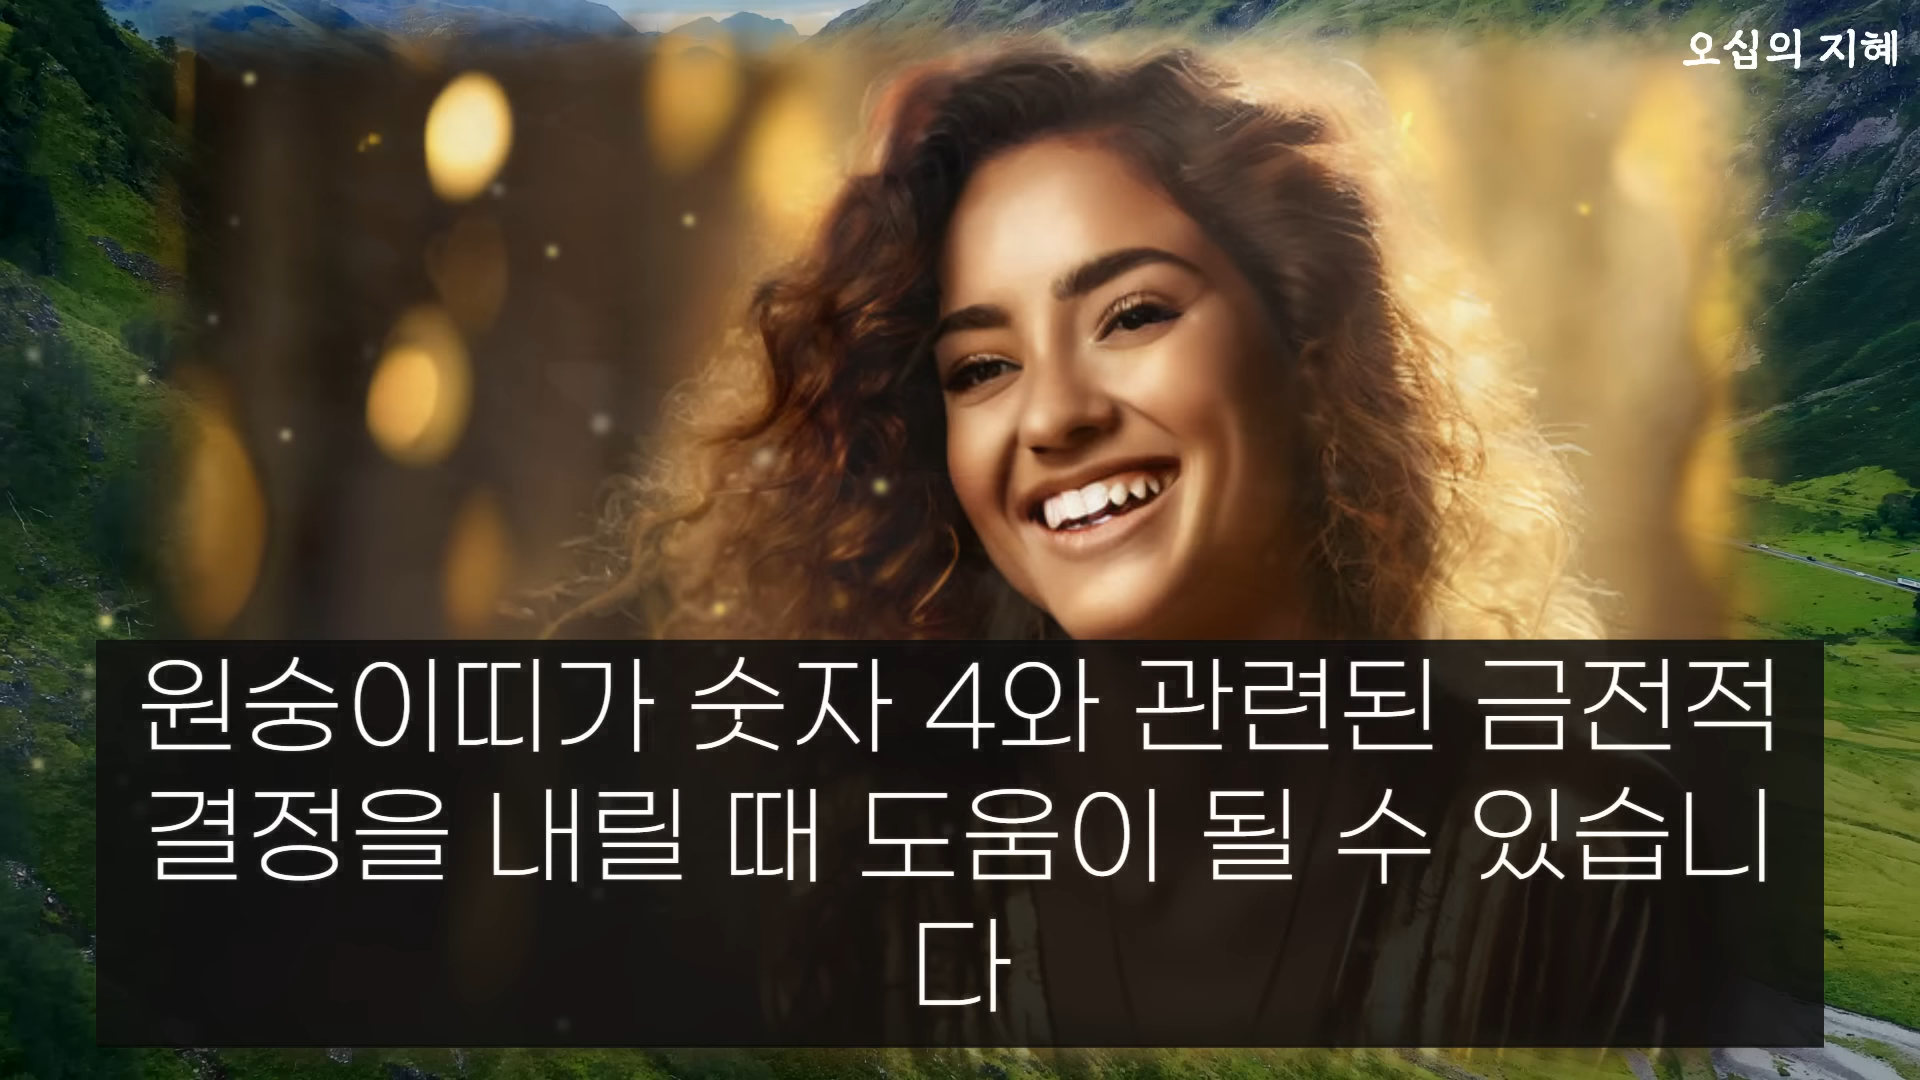 오십의 지혜
원숭이띠가 숫자 4와 관련된 금전적
결정을 내릴 때 도움이 될 수 있습니
다